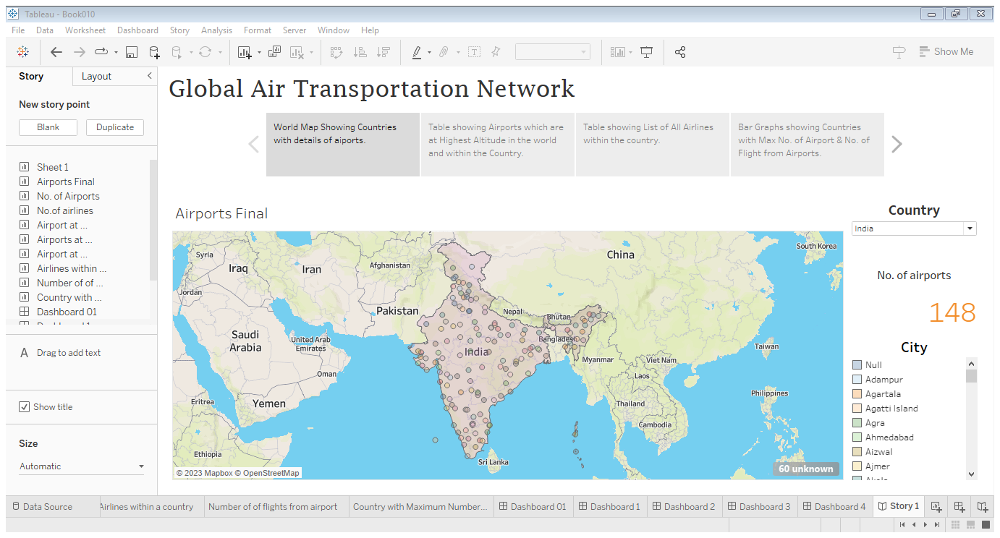 Tableau - Book010
File Data Worksheet Dashboard Story Analysis Format Server Window Help
Show Me
Story Layout
New story point
Blank Duplicate
Sheet 1
Airports Final
No. of Airports
No.of airlines
Airport at ...
Airports at ...
Airport at ...
Airlines within ...
Number of of ...
Country with ...
Dashboard 01
A Drag to add text
Show title
Size
Automatic
Global Air Transportation Network
World Map Showing Countries
with details of aiports.
Table showing Airports which are
at Highest Altitude in the world
and within the Country.
Table showing List of All Airlines
within the country.
Bar Graphs showing Countries
with Max No. of Airport & No. of
Flight from Airports.
Airports Final
Syria
Iraq
Iran
Afghanistan
China
South Korea
Jordan
Pakistan
Nepal
Bhutan
Saudi
Arabia
United Arab
Emirates
India
Bangladesh
Taiwan
Oman
Myanmar
Viet Nam
Laos
Eritrea
Yemen
Thailand
Philippines
Cambodia
Ethiopia
Sri Lanka
© 2023 Mapbox © OpenStreetMap
60 unknown
Country
India
No. of airports
148
City
Null
Adampur
Agartala
Agatti Island
Agra
Ahmedabad
Aizwal
Ajmer
Data Source
Airlines within a country
Number of of flights from airport
Country with Maximum Number...
Dashboard 01
Dashboard 1
Dashboard 2
Dashboard 3
Dashboard 4
Story 1